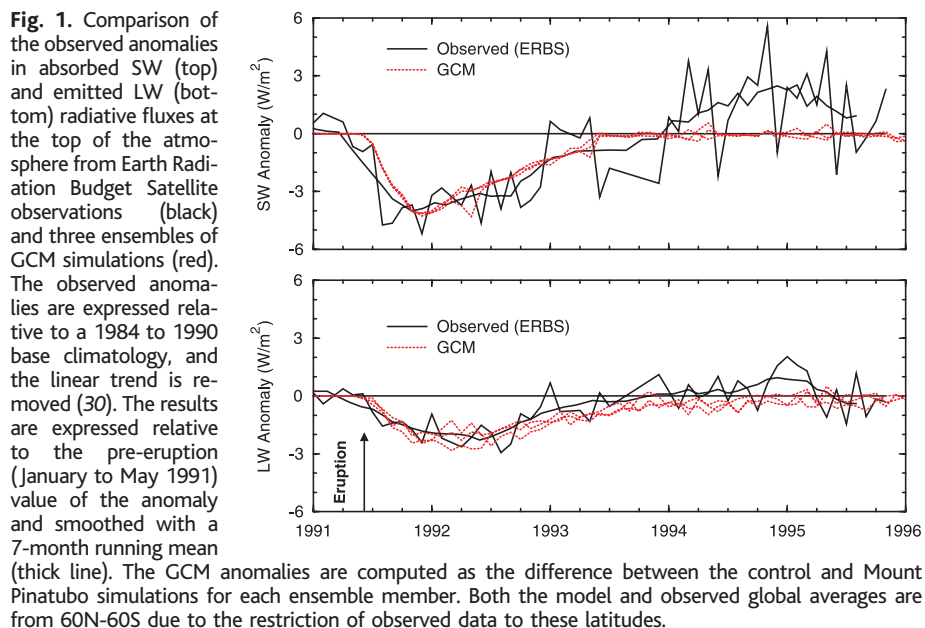 Fig. 1. Comparison of
the observed anomalies
in absorbed SW (top)
and emitted LW (bot-
tom) radiative fluxes at
the top of the atmo-
sphere from Earth Radi-
ation Budget Satellite
observations (black)
and three ensembles of
GCM simulations (red).
The observed anoma-
lies are expressed rela-
tive to a 1984 to 1990
base climatology, and
the linear trend is re-
moved (30). The results
are expressed relative
to the pre-eruption
(January to May 1991)
value of the anomaly
and smoothed with a
7-month running mean
(thick line). The GCM anomalies are computed as the difference between the control and Mount
Pinatubo simulations for each ensemble member. Both the model and observed global averages are
from 60N-60S due to the restriction of observed data to these latitudes.
SW Anomaly (W/m²)
6
3
0
-3
-6
Observed (ERBS)
GCM
LW Anomaly (W/m²)
6
3
0
-3
-6
Observed (ERBS)
GCM
Eruption
1991 1992 1993 1994 1995 1996